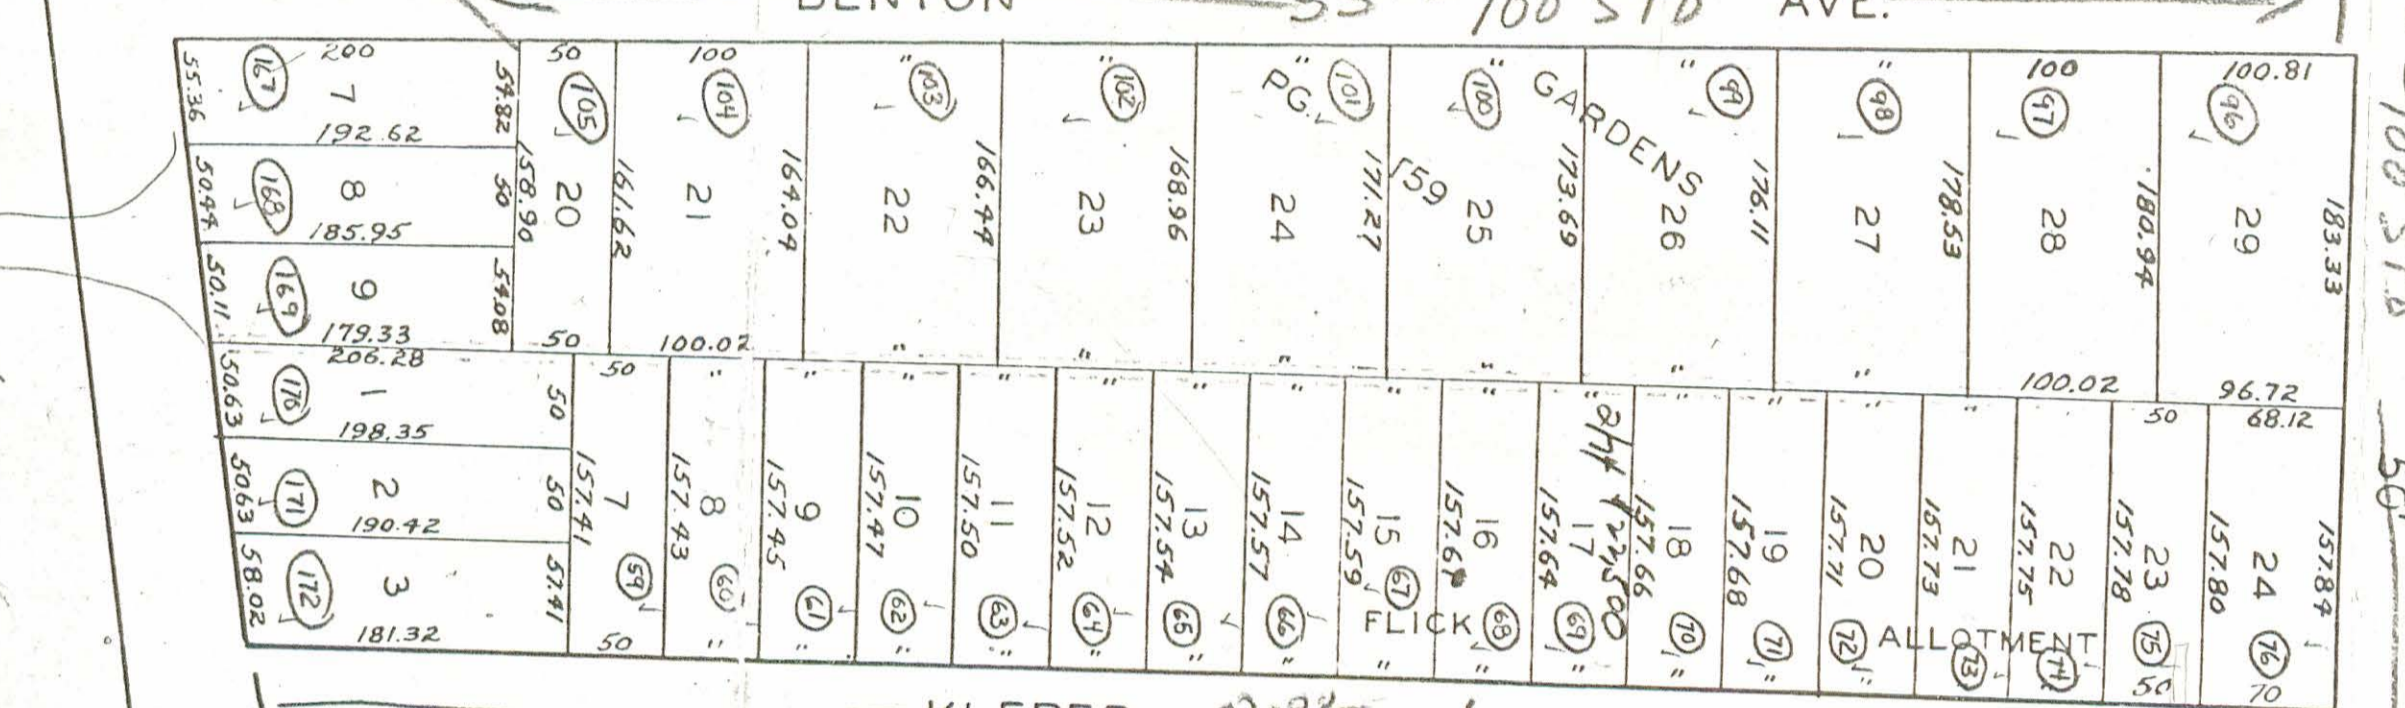 BENTON 55 100 STD AVE.
200 50 100 " " " " " " 100 100.81
(167) (105) (104) (103) (102) PG. (101) (100) GARDENS (99) (98) (97) (96)
55.36 7 54.82
192.62
50.44 (168) 8 50 158.90 20 161.62 21 164.04 22 166.44 23 168.96 24 171.27 159 25 173.69 26 176.11 27 178.53 28 180.94 29 183.33
185.95
50.11 (169) 9 54.08
179.33 50 100.02 " " " " " " 100.02 96.72
206.28 50 " " " " " " " " " " " " " " " 50 68.12
50.63 (170) 1 50
198.35
50.63 (171) 2 50
190.42
157.41 7 157.43 8 157.45 9 157.47 10 157.50 11 157.52 12 157.54 13 157.57 14 157.59 15 157.61 16 157.64 17 157.66 18 157.68 19 157.71 20 157.73 21 157.75 22 157.78 23 157.80 24 157.84
58.02 (172) 3 57.41
181.32
(59) (60) (61) (62) (63) (64) (65) (66) (67) (68) (69) (70) (71) (72) (73) (74) (75) (76)
FLICK ALLOTMENT
50 " " " " " " " " " " " " " " " 50 70
50